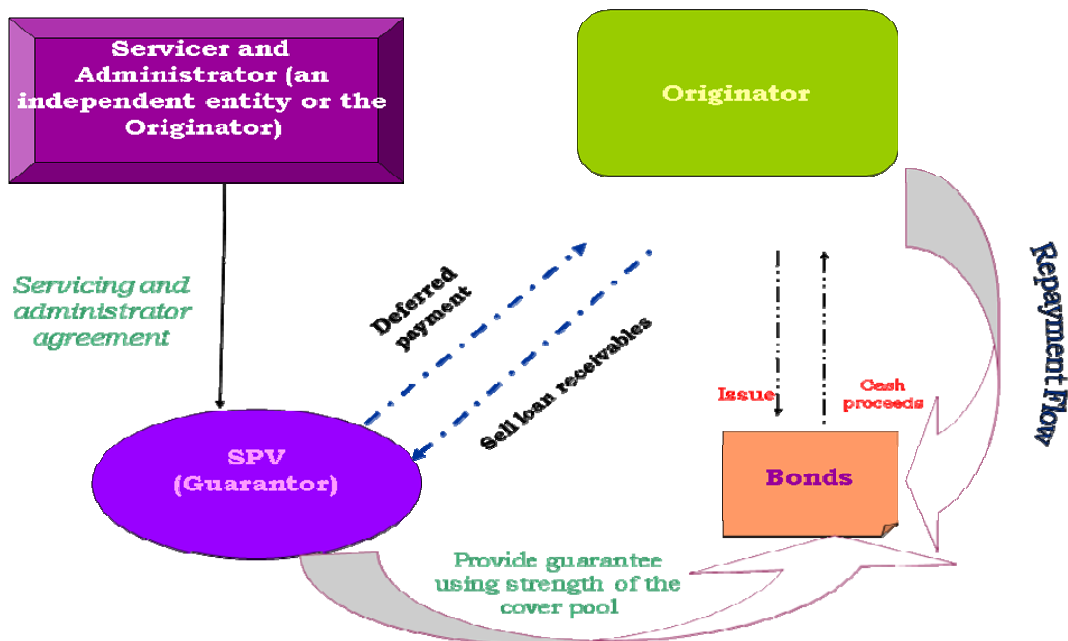 Servicer and
Administrator (an
independent entity or the
Originator)
Originator
Servicing and
administrator
agreement
Deferred
payment
Sell loan receivables
Issue
Cash
proceeds
Repayment Flow
SPV
(Guarantor)
Bonds
Provide guarantee
using strength of the
cover pool